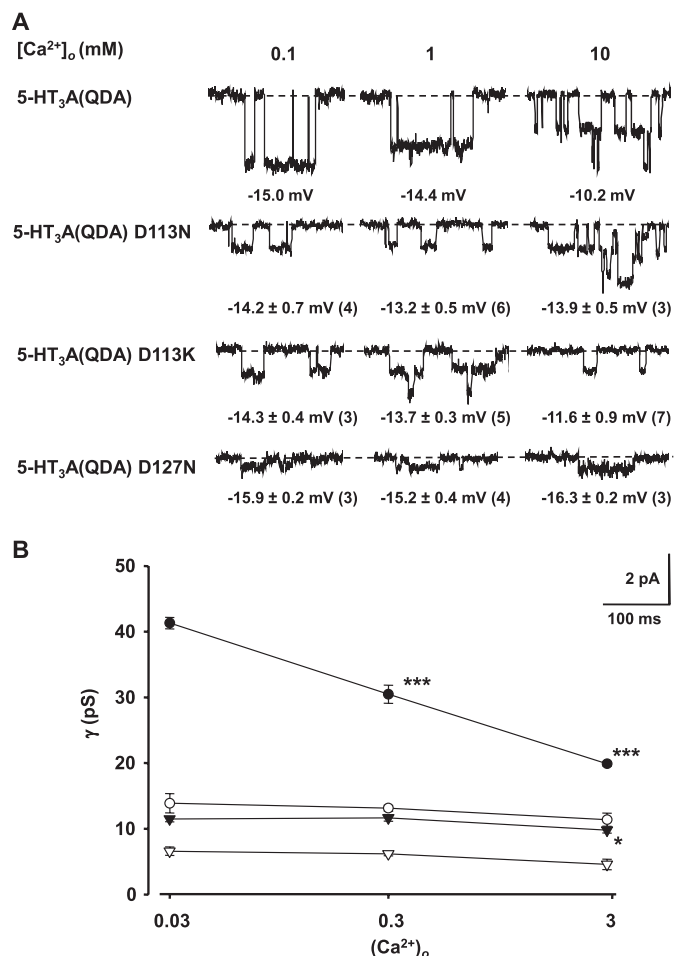 A
[Ca²⁺]ₒ (mM) 0.1 1 10
5-HT₃A(QDA)
-15.0 mV -14.4 mV -10.2 mV
5-HT₃A(QDA) D113N
-14.2 ± 0.7 mV (4) -13.2 ± 0.5 mV (6) -13.9 ± 0.5 mV (3)
5-HT₃A(QDA) D113K
-14.3 ± 0.4 mV (3) -13.7 ± 0.3 mV (5) -11.6 ± 0.9 mV (7)
5-HT₃A(QDA) D127N
-15.9 ± 0.2 mV (3) -15.2 ± 0.4 mV (4) -16.3 ± 0.2 mV (3)
B
2 pA
100 ms
γ (pS)
50
40
30
20
10
0
***
***
*
0.03 0.3 3
(Ca²⁺)ₒ